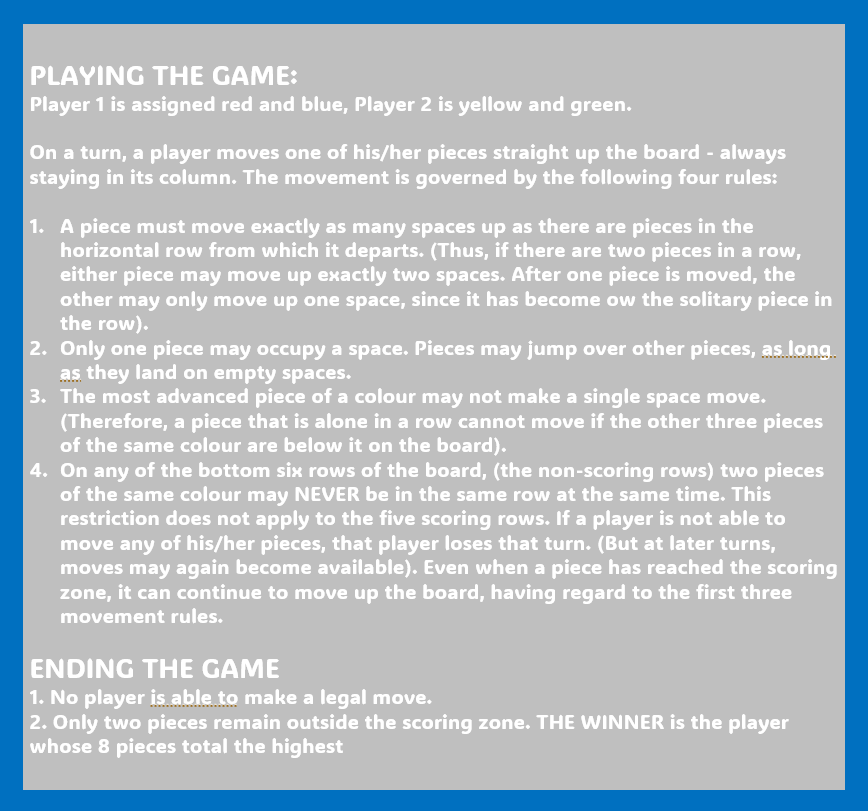 PLAYING THE GAME:
Player 1 is assigned red and blue, Player 2 is yellow and green.
On a turn, a player moves one of his/her pieces straight up the board - always
staying in its column. The movement is governed by the following four rules:
1. A piece must move exactly as many spaces up as there are pieces in the
horizontal row from which it departs. (Thus, if there are two pieces in a row,
either piece may move up exactly two spaces. After one piece is moved, the
other may only move up one space, since it has become ow the solitary piece in
the row).
2. Only one piece may occupy a space. Pieces may jump over other pieces, as long
as they land on empty spaces.
3. The most advanced piece of a colour may not make a single space move.
(Therefore, a piece that is alone in a row cannot move if the other three pieces
of the same colour are below it on the board).
4. On any of the bottom six rows of the board, (the non-scoring rows) two pieces
of the same colour may NEVER be in the same row at the same time. This
restriction does not apply to the five scoring rows. If a player is not able to
move any of his/her pieces, that player loses that turn. (But at later turns,
moves may again become available). Even when a piece has reached the scoring
zone, it can continue to move up the board, having regard to the first three
movement rules.
ENDING THE GAME
1. No player is able to make a legal move.
2. Only two pieces remain outside the scoring zone. THE WINNER is the player
whose 8 pieces total the highest